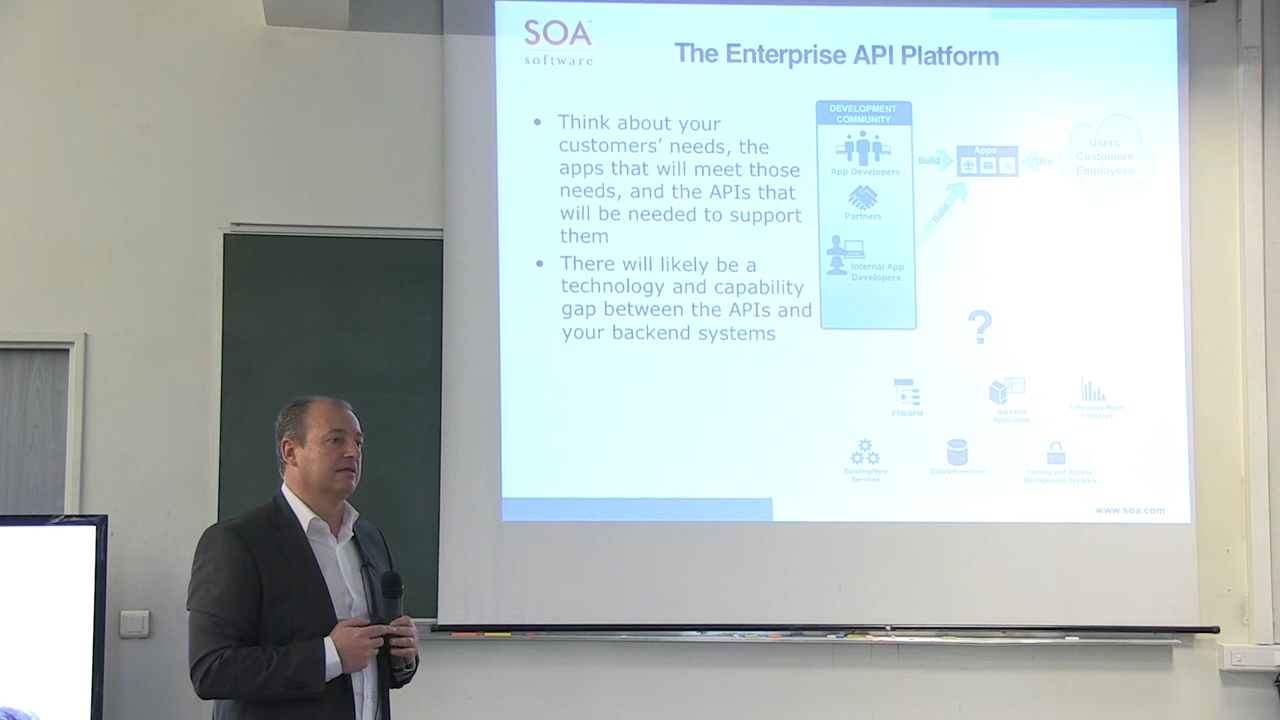 SOA
software
The Enterprise API Platform
• Think about your
customers' needs, the
apps that will meet those
needs, and the APIs that
will be needed to support
them
• There will likely be a
technology and capability
gap between the APIs and
your backend systems
DEVELOPMENT
COMMUNITY
App Developers
Partners
Internal App
Developers
Build
Apps
Use
Users
Customers
Employees
Build
?
ESB/BPM
Backend
Application
Enterprise Mgmt
Consoles
Existing/New
Services
Data/Information
Identity and Access
Management Systems
www.soa.com